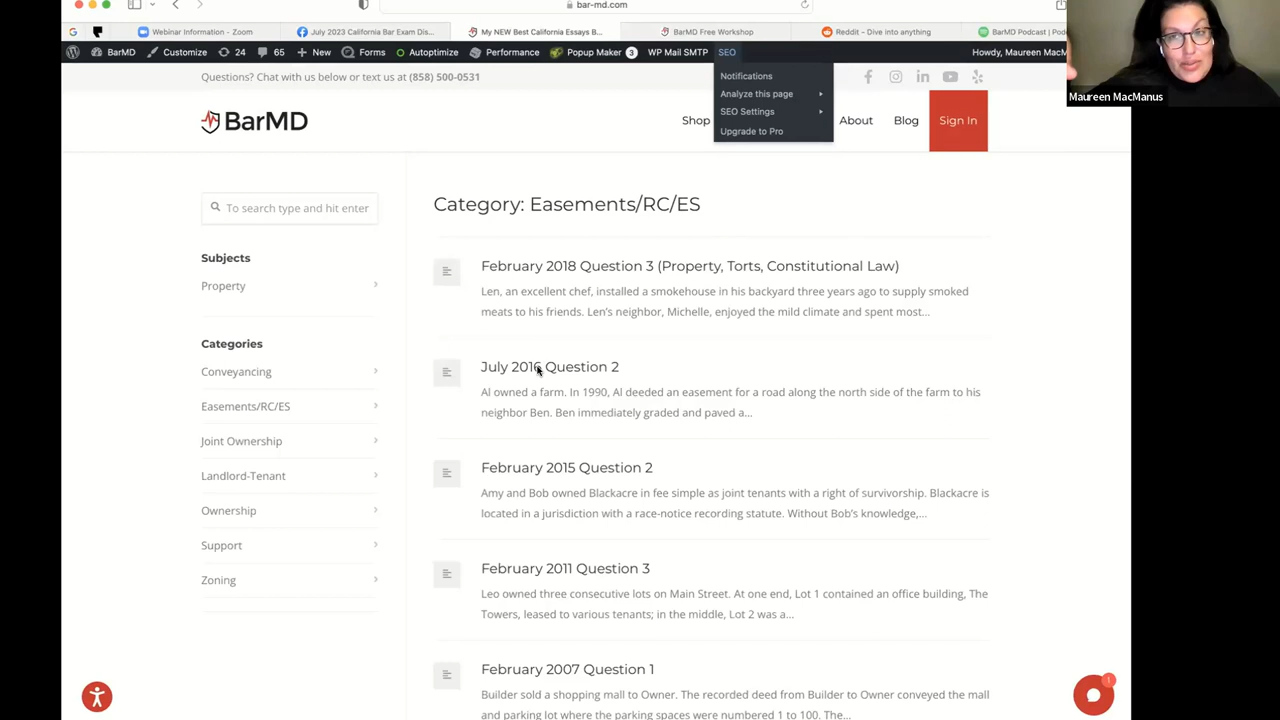 bar-md.com
Webinar Information - Zoom
July 2023 California Bar Exam Dis...
My NEW Best California Essays B...
BarMD Free Workshop
Reddit - Dive into anything
BarMD Podcast | Pod
BarMD
Customize
24
65
+ New
Forms
Autoptimize
Performance
Popup Maker 3
WP Mail SMTP
SEO
Howdy, Maureen MacM
Maureen MacManus
Notifications
Analyze this page
SEO Settings
Upgrade to Pro
Questions? Chat with us below or text us at (858) 500-0531
BarMD
Shop
About
Blog
Sign In
To search type and hit enter
Subjects
Property
Categories
Conveyancing
Easements/RC/ES
Joint Ownership
Landlord-Tenant
Ownership
Support
Zoning
Category: Easements/RC/ES
February 2018 Question 3 (Property, Torts, Constitutional Law)
Len, an excellent chef, installed a smokehouse in his backyard three years ago to supply smoked
meats to his friends. Len's neighbor, Michelle, enjoyed the mild climate and spent most...
July 2016 Question 2
Al owned a farm. In 1990, Al deeded an easement for a road along the north side of the farm to his
neighbor Ben. Ben immediately graded and paved a...
February 2015 Question 2
Amy and Bob owned Blackacre in fee simple as joint tenants with a right of survivorship. Blackacre is
located in a jurisdiction with a race-notice recording statute. Without Bob's knowledge,...
February 2011 Question 3
Leo owned three consecutive lots on Main Street. At one end, Lot 1 contained an office building, The
Towers, leased to various tenants; in the middle, Lot 2 was a...
February 2007 Question 1
Builder sold a shopping mall to Owner. The recorded deed from Builder to Owner conveyed the mall
and parking lot where the parking spaces were numbered 1 to 100. The...
1